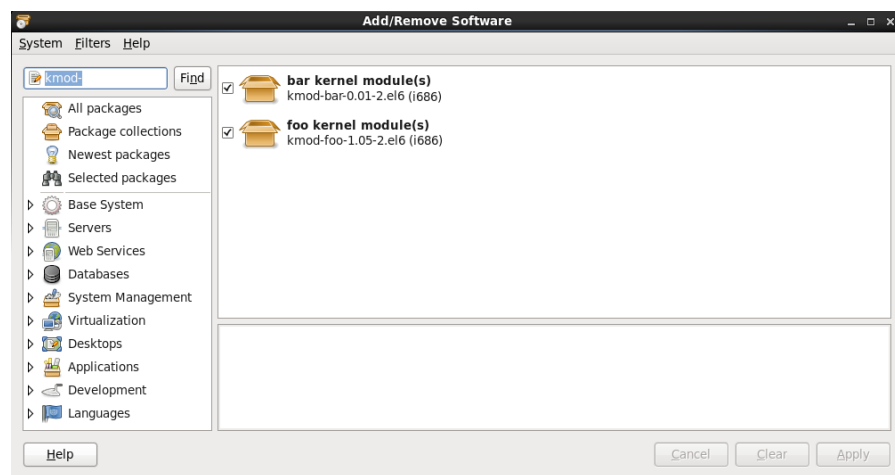 Add/Remove Software
System Filters Help
kmod- Find
All packages
Package collections
Newest packages
Selected packages
Base System
Servers
Web Services
Databases
System Management
Virtualization
Desktops
Applications
Development
Languages
bar kernel module(s)
kmod-bar-0.01-2.el6 (i686)
foo kernel module(s)
kmod-foo-1.05-2.el6 (i686)
Help Cancel Clear Apply